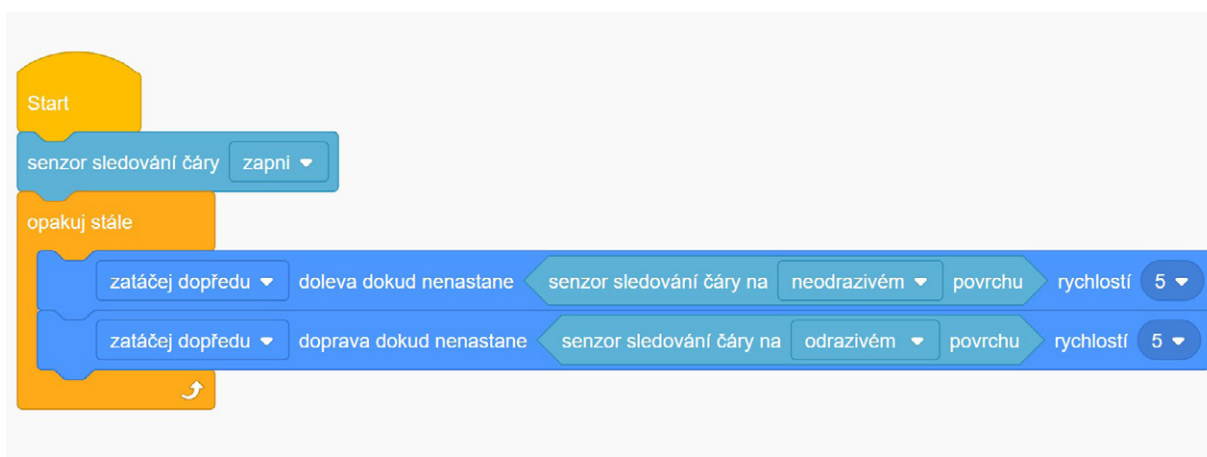 Start
senzor sledování čáry zapni
opakuj stále
zatáčej dopředu doleva dokud nenastane senzor sledování čáry na neodrazivém povrchu rychlostí 5
zatáčej dopředu doprava dokud nenastane senzor sledování čáry na odrazivém povrchu rychlostí 5